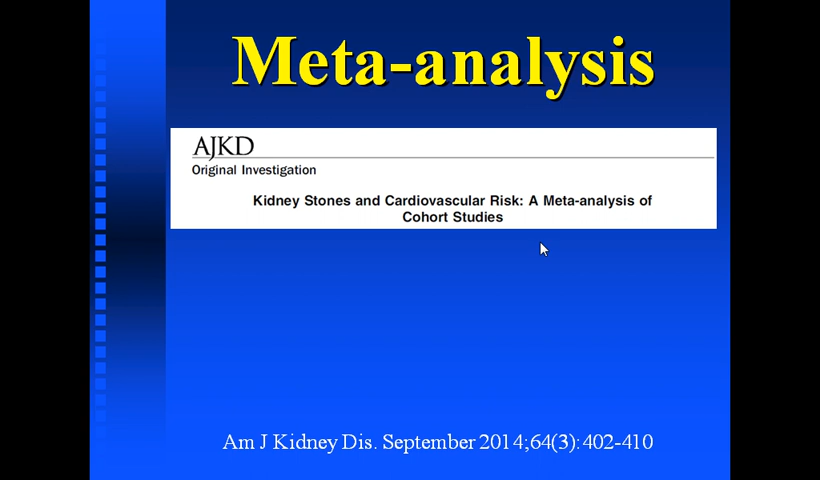 Meta-analysis
AJKD
Original Investigation
Kidney Stones and Cardiovascular Risk: A Meta-analysis of
Cohort Studies
Am J Kidney Dis. September 2014;64(3):402-410